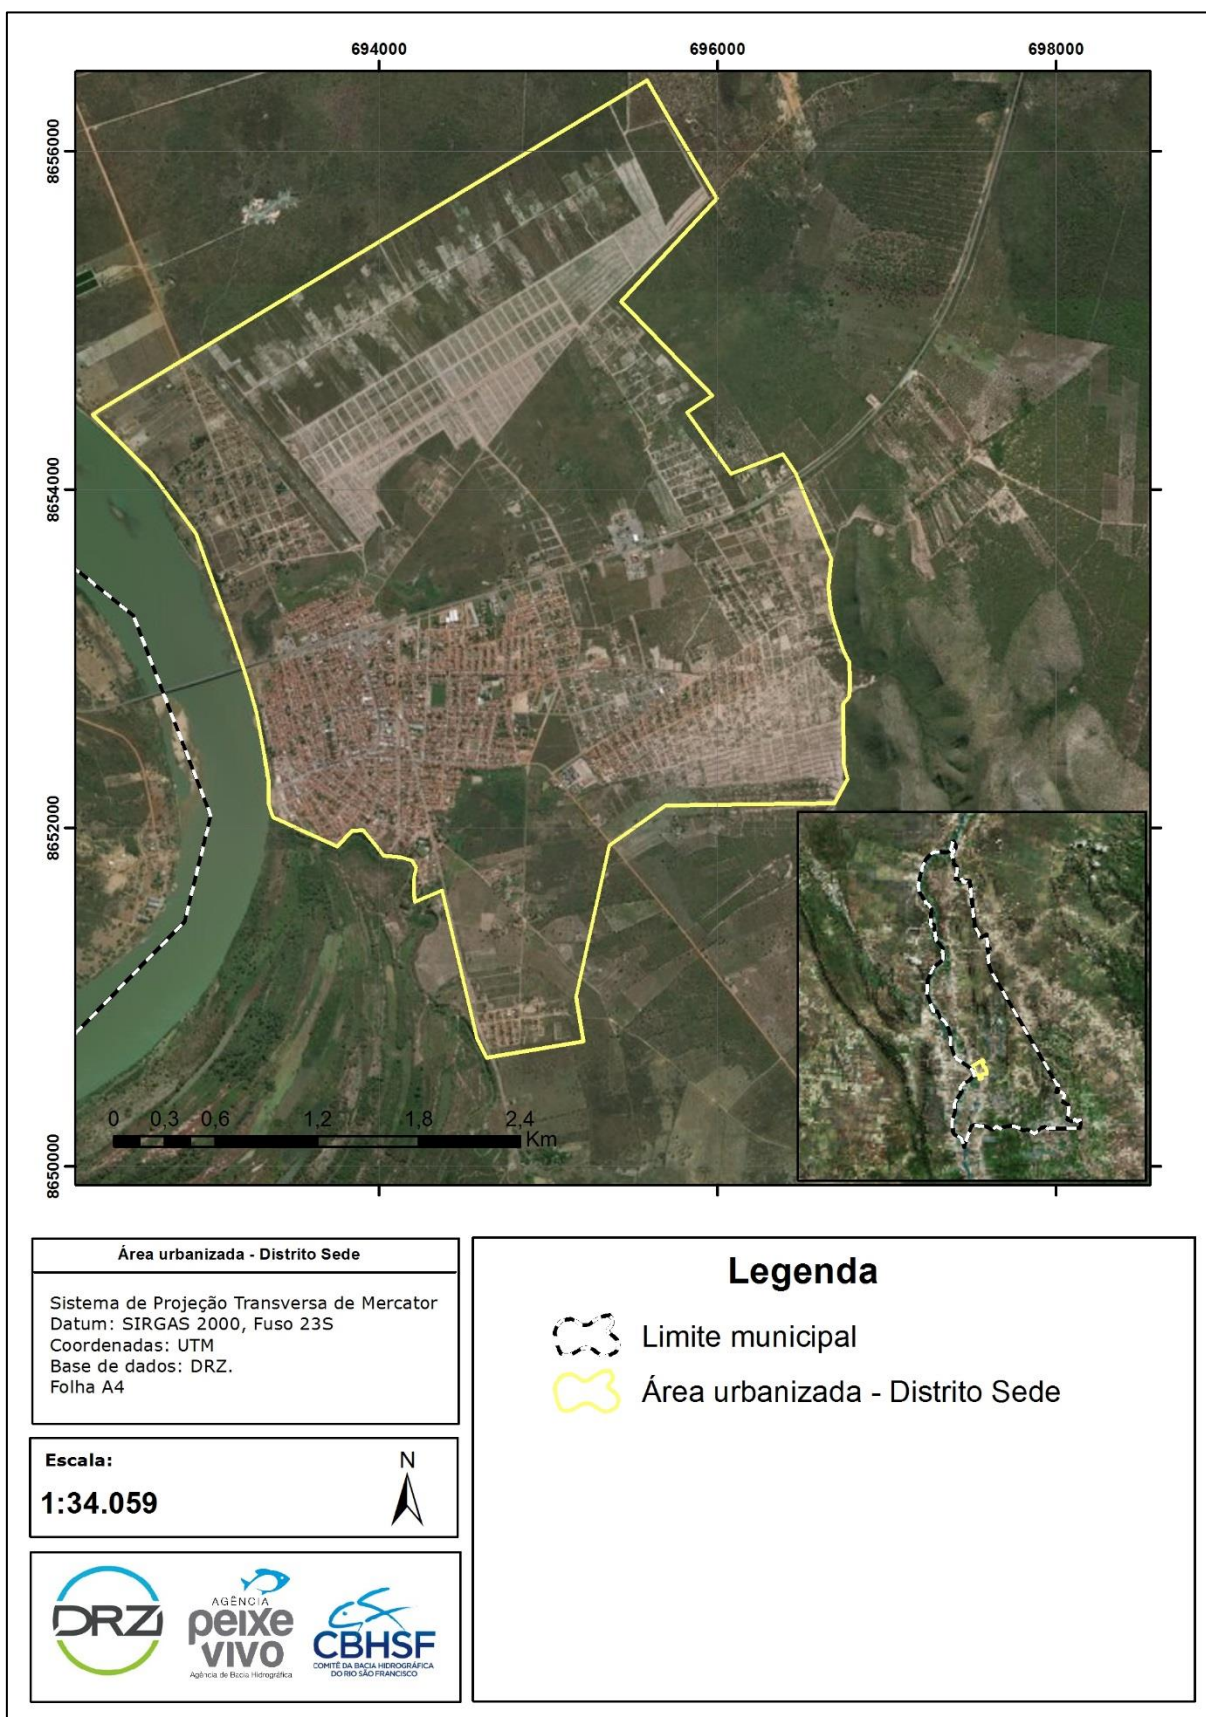 694000
696000
698000
8656000
8654000
8652000
8650000
0 0,3 0,6 1,2 1,8 2,4
Km
Área urbanizada - Distrito Sede
Sistema de Projeção Transversa de Mercator
Datum: SIRGAS 2000, Fuso 23S
Coordenadas: UTM
Base de dados: DRZ.
Folha A4
Escala:
1:34.059
N
DRZ
AGÊNCIA
peixe
vivo
Agência de Bacia Hidrográfica
CBHSF
COMITÊ DA BACIA HIDROGRÁFICA
DO RIO SÃO FRANCISCO
Legenda
Limite municipal
Área urbanizada - Distrito Sede